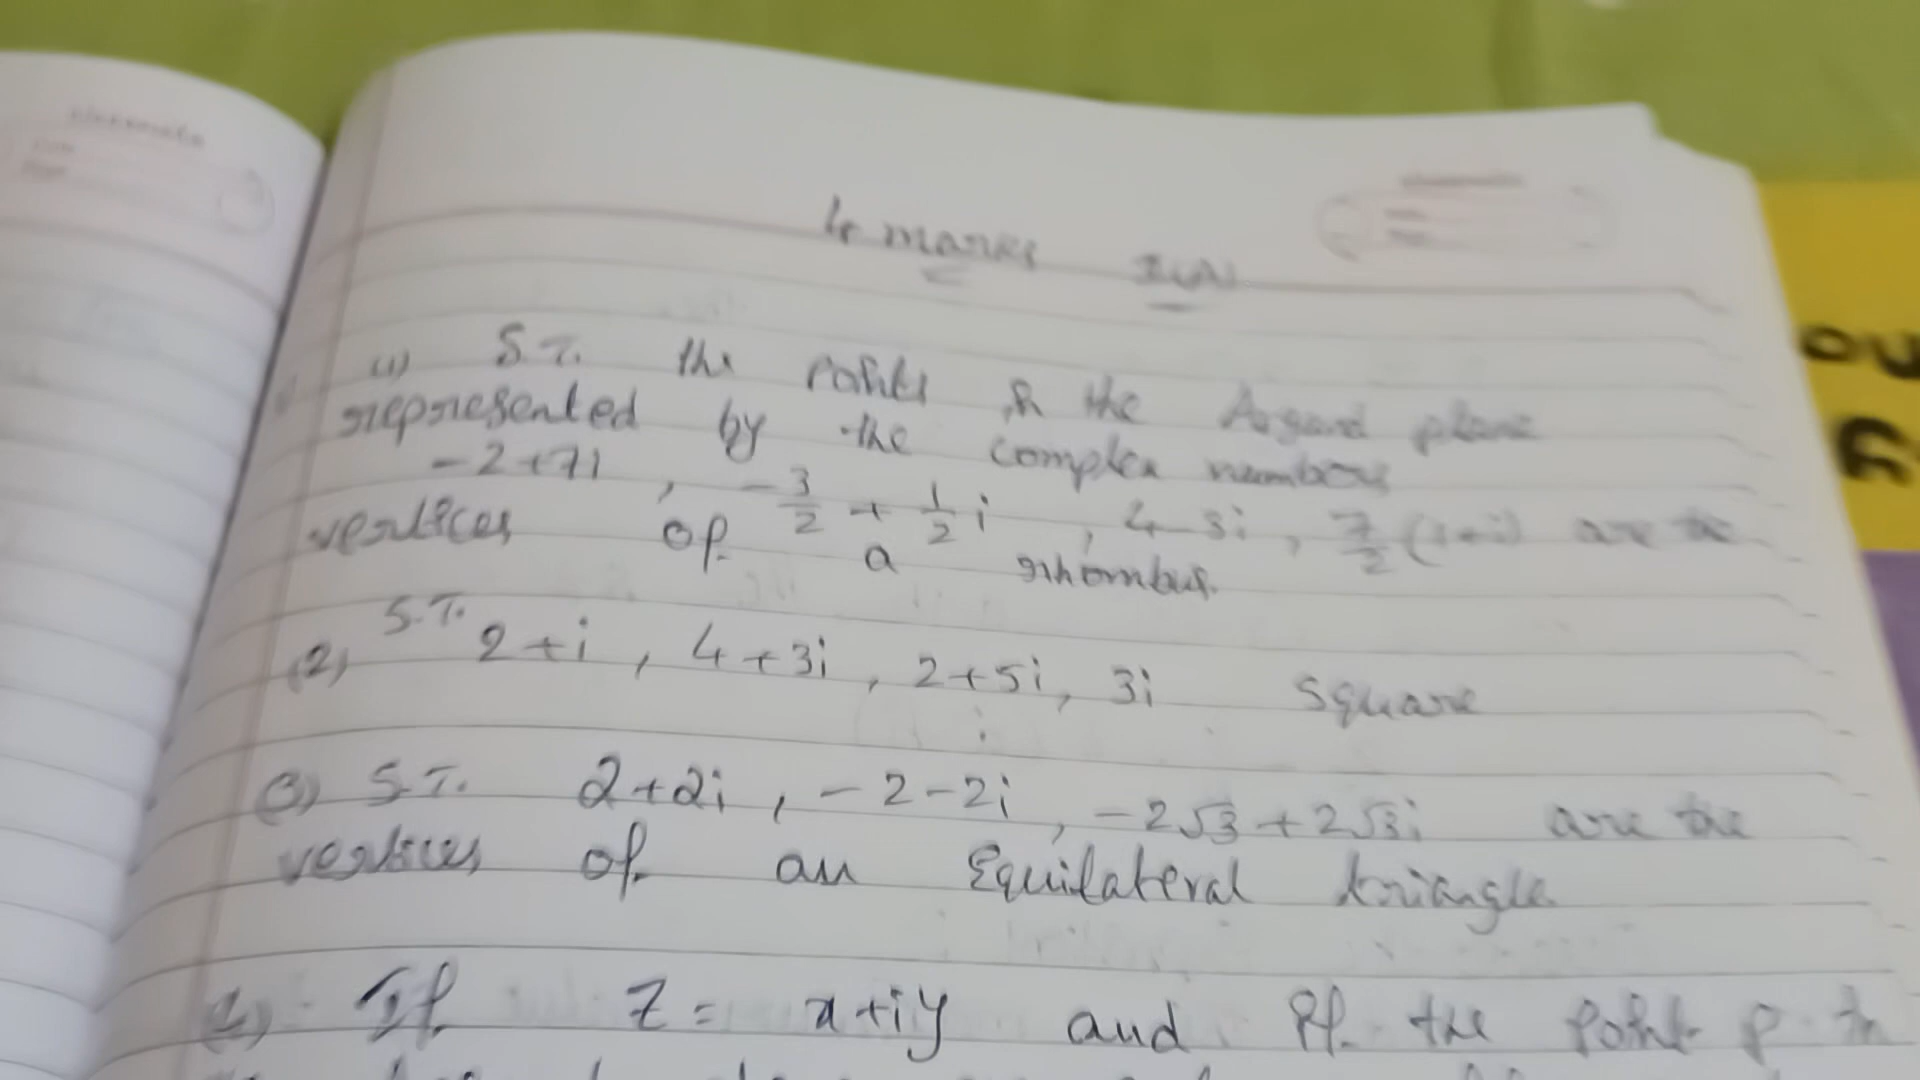 4 marks
(1) S.T. the points in the Argand plane
represented by the complex numbers
-2+7i, -3/2 + 1/2 i, 4-3i, 7/2 (1+i) are the
vertices of a rhombus.
(2) S.T. 2+i, 4+3i, 2+5i, 3i square
(3) S.T. 2+2i, -2-2i, -2√3+2√3i are the
vertices of an Equilateral triangle
If z = x+iy and if the point P in